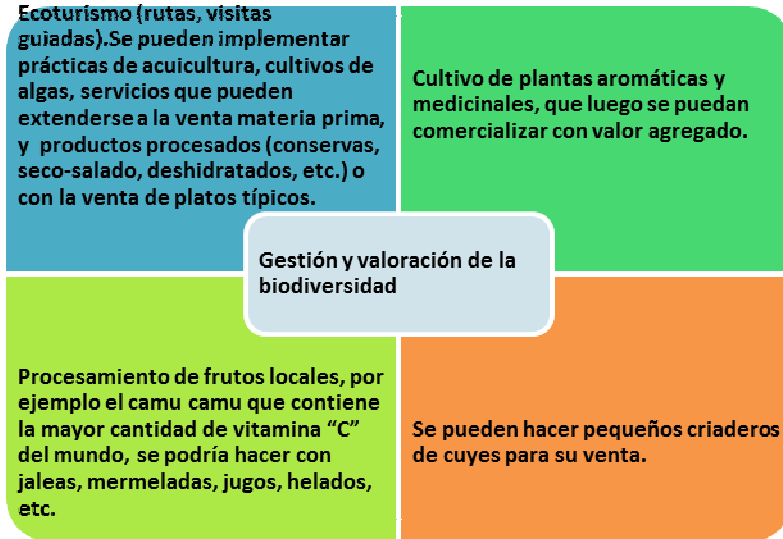 Ecoturismo (rutas, visitas
guiadas).Se pueden implementar
prácticas de acuicultura, cultivos de
algas, servicios que pueden
extenderse a la venta materia prima,
y productos procesados (conservas,
seco-salado, deshidratados, etc.) o
con la venta de platos típicos.
Cultivo de plantas aromáticas y
medicinales, que luego se puedan
comercializar con valor agregado.
Gestión y valoración de la
biodiversidad
Procesamiento de frutos locales, por
ejemplo el camu camu que contiene
la mayor cantidad de vitamina “C”
del mundo, se podría hacer con
jaleas, mermeladas, jugos, helados,
etc.
Se pueden hacer pequeños criaderos
de cuyes para su venta.